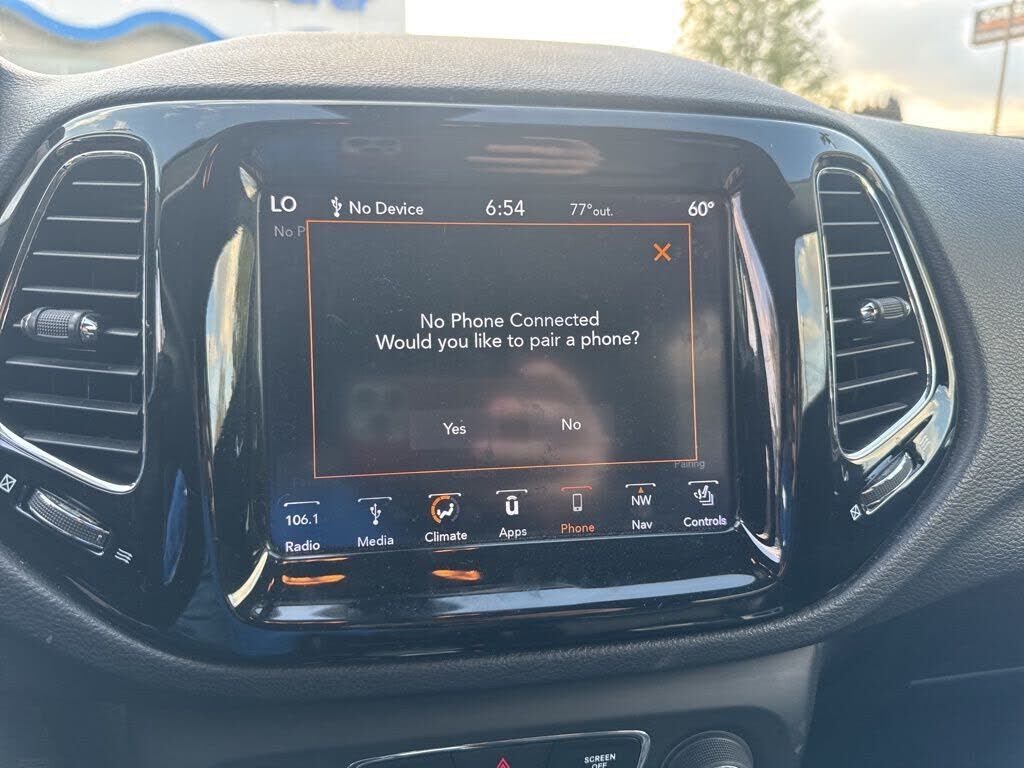 LO No Device 6:54 77°out. 60°
No P
No Phone Connected
Would you like to pair a phone?
Yes No
Pairing
106.1 NW
Radio Media Climate Apps Phone Nav Controls
SCREEN
OFF